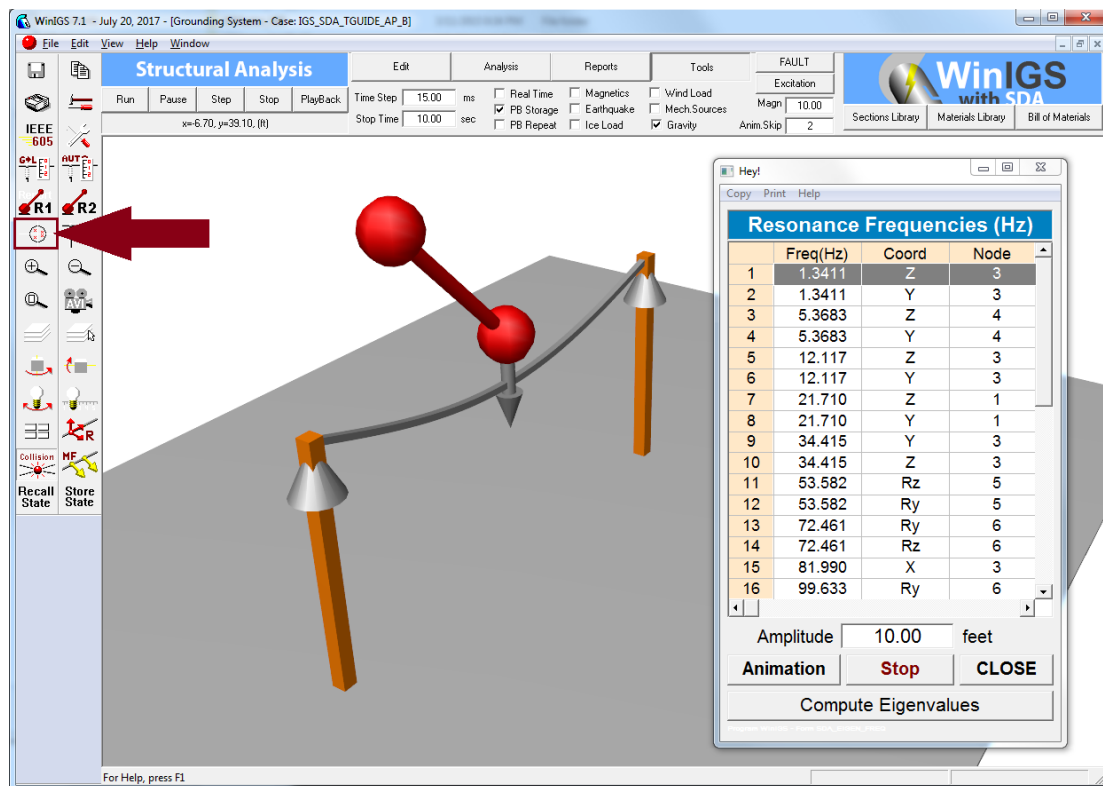 WinIGS 7.1 - July 20, 2017 - [Grounding System - Case: IGS_SDA_TGUIDE_AP_B]
File Edit View Help Window
Structural Analysis
Edit Analysis Reports Tools
FAULT
Excitation
Magn 10.00
Anim.Skip 2
WinIGS
with SDA
Run Pause Step Stop PlayBack
x=-6.70, y=39.10, (ft)
Time Step 15.00 ms
Stop Time 10.00 sec
Real Time Magnetics Wind Load
PB Storage Earthquake Mech.Sources
PB Repeat Ice Load Gravity
Sections Library Materials Library Bill of Materials
IEEE
605
G+L
AUT
R1 R2
AVI
R
Collision MF
Recall State
Store State
Hey!
Copy Print Help
Resonance Frequencies (Hz)
Freq(Hz) Coord Node
1 1.3411 Z 3
2 1.3411 Y 3
3 5.3683 Z 4
4 5.3683 Y 4
5 12.117 Z 3
6 12.117 Y 3
7 21.710 Z 1
8 21.710 Y 1
9 34.415 Y 3
10 34.415 Z 3
11 53.582 Rz 5
12 53.582 Ry 5
13 72.461 Ry 6
14 72.461 Rz 6
15 81.990 X 3
16 99.633 Ry 6
Amplitude 10.00 feet
Animation Stop CLOSE
Compute Eigenvalues
For Help, press F1